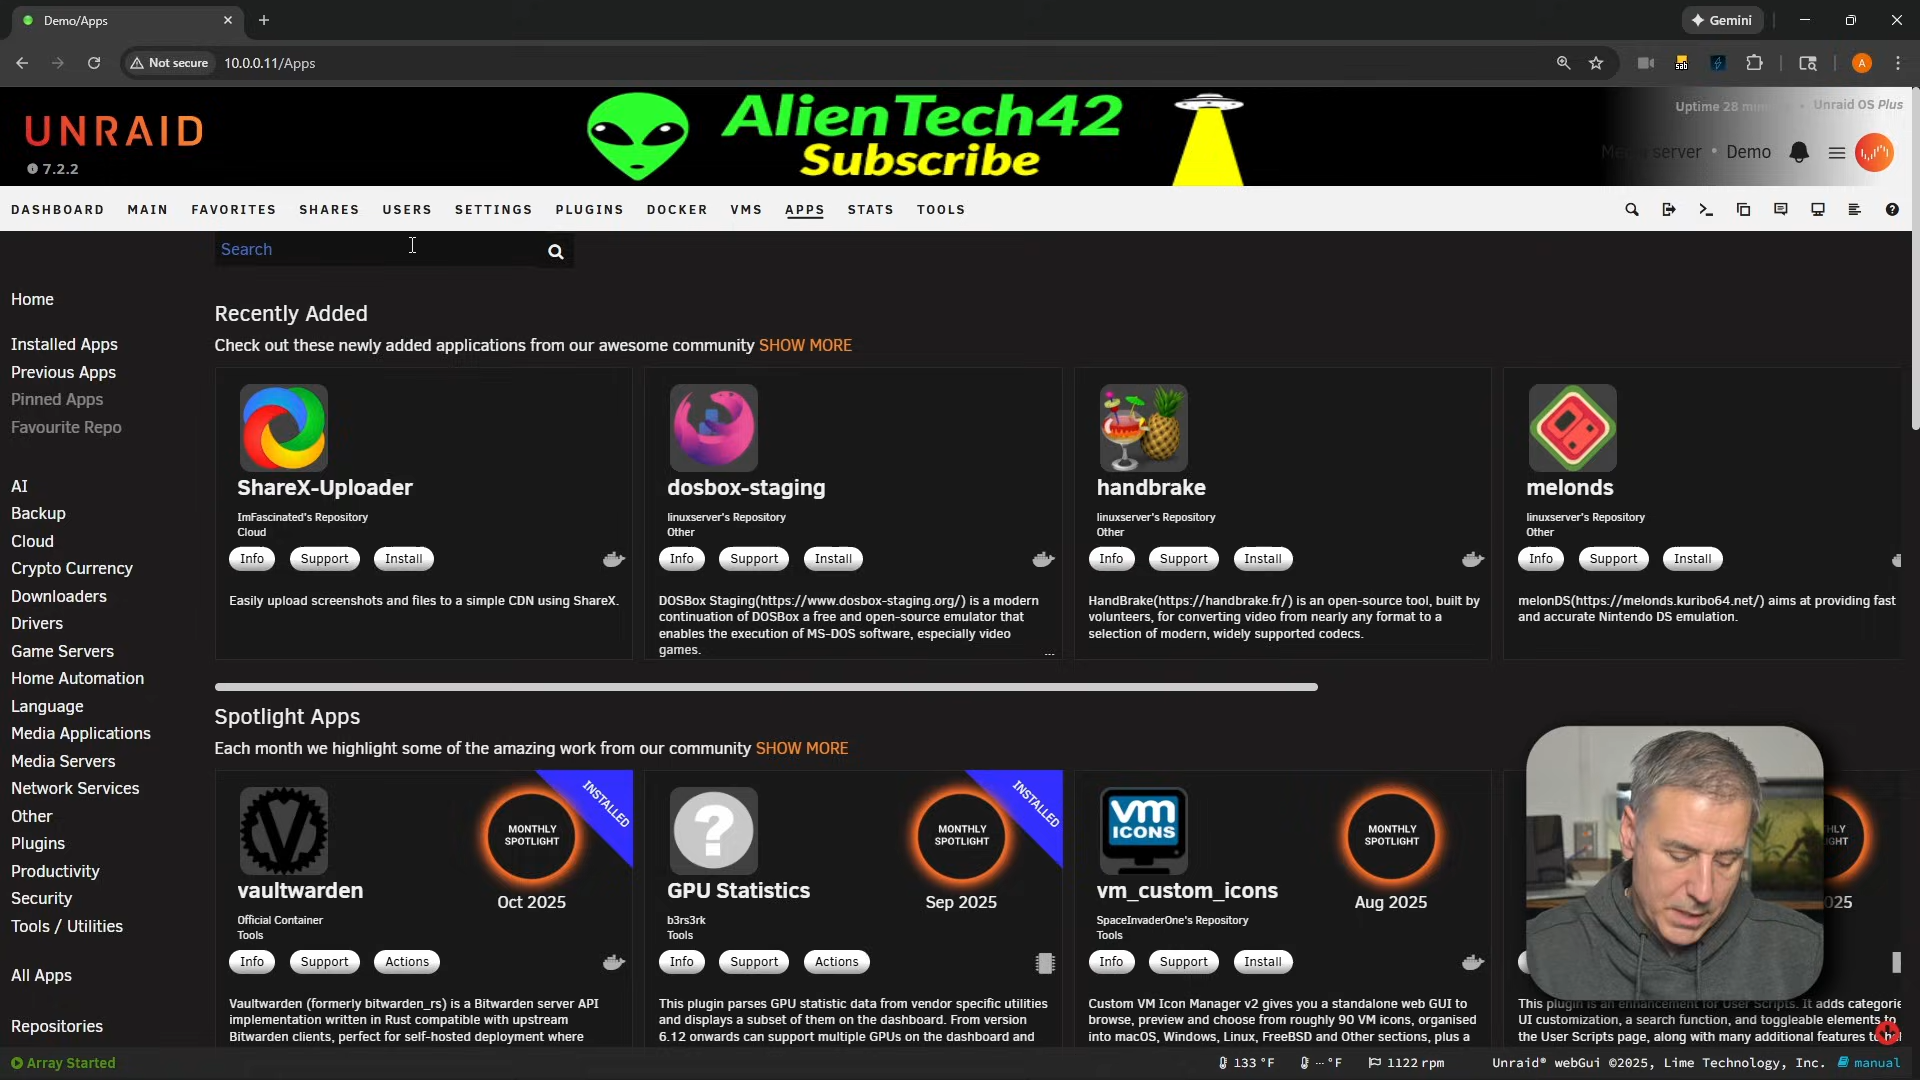 Demo/Apps
Gemini
Not secure
10.0.0.11/Apps
sab
A
UNRAID
7.2.2
AlienTech42
Subscribe
Uptime 28
Unraid OS Plus
server • Demo
DASHBOARD MAIN FAVORITES SHARES USERS SETTINGS PLUGINS DOCKER VMS APPS STATS TOOLS
Search
Home
Installed Apps
Previous Apps
Pinned Apps
Favourite Repo
AI
Backup
Cloud
Crypto Currency
Downloaders
Drivers
Game Servers
Home Automation
Language
Media Applications
Media Servers
Network Services
Other
Plugins
Productivity
Security
Tools / Utilities
All Apps
Repositories
Recently Added
Check out these newly added applications from our awesome community SHOW MORE
ShareX-Uploader
ImFascinated's Repository
Cloud
Info Support Install
Easily upload screenshots and files to a simple CDN using ShareX.
dosbox-staging
linuxserver's Repository
Other
Info Support Install
DOSBox Staging(https://www.dosbox-staging.org/) is a modern
continuation of DOSBox a free and open-source emulator that
enables the execution of MS-DOS software, especially video
games.
...
handbrake
linuxserver's Repository
Other
Info Support Install
HandBrake(https://handbrake.fr/) is an open-source tool, built by
volunteers, for converting video from nearly any format to a
selection of modern, widely supported codecs.
melonds
linuxserver's Repository
Other
Info Support Install
melonDS(https://melonds.kuribo64.net/) aims at providing fast
and accurate Nintendo DS emulation.
Spotlight Apps
Each month we highlight some of the amazing work from our community SHOW MORE
INSTALLED
MONTHLY
SPOTLIGHT
vaultwarden
Oct 2025
Official Container
Tools
Info Support Actions
Vaultwarden (formerly bitwarden_rs) is a Bitwarden server API
implementation written in Rust compatible with upstream
Bitwarden clients, perfect for self-hosted deployment where
?
INSTALLED
MONTHLY
SPOTLIGHT
GPU Statistics
Sep 2025
b3rs3rk
Tools
Info Support Actions
This plugin parses GPU statistic data from vendor specific utilities
and displays a subset of them on the dashboard. From version
6.12 onwards can support multiple GPUs on the dashboard and
vm
ICONS
MONTHLY
SPOTLIGHT
vm_custom_icons
Aug 2025
SpaceInvaderOne's Repository
Tools
Info Support Install
Custom VM Icon Manager v2 gives you a standalone web GUI to
browse, preview and choose from roughly 90 VM icons, organised
into macOS, Windows, Linux, FreeBSD and Other sections, plus a
This plugin is an enhancement for User Scripts. It adds categorie
UI customization, a search function, and toggleable elements to
the User Scripts page, along with many additional features to
Array Started
133 °F
-- °F
1122 rpm
Unraid® webGui ©2025, Lime Technology, Inc. manual